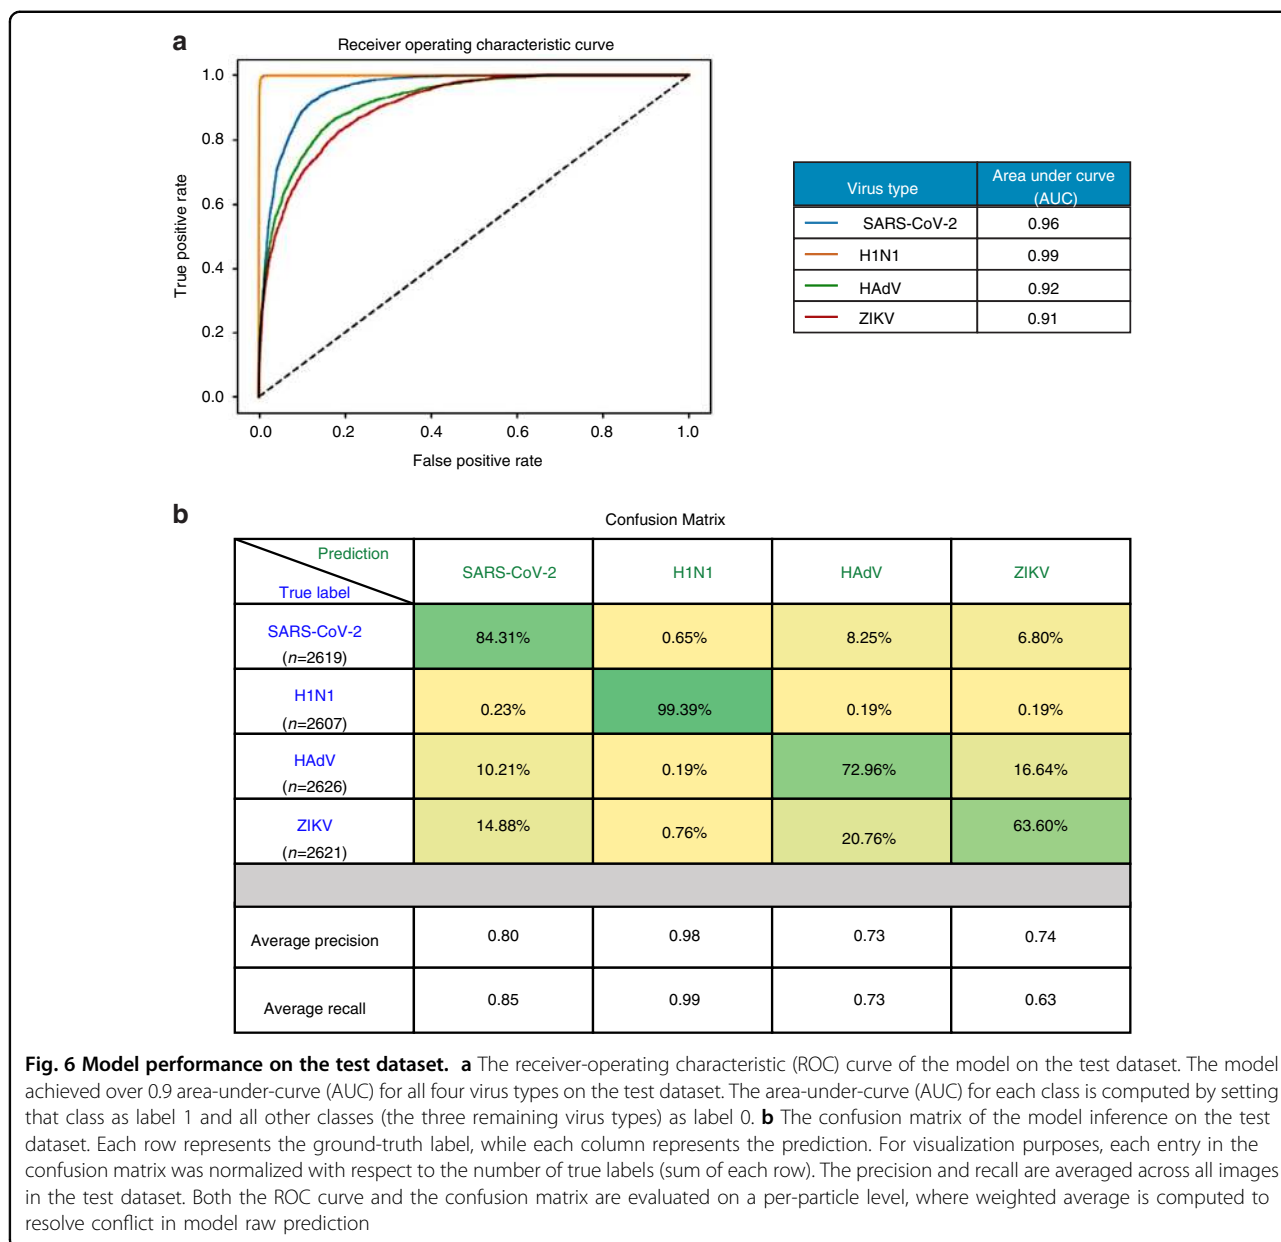 a
Receiver operating characteristic curve
1.0
0.8
0.6
0.4
0.2
0.0
True positive rate
0.0 0.2 0.4 0.6 0.8 1.0
False positive rate
Virus type Area under curve (AUC)
SARS-CoV-2 0.96
H1N1 0.99
HAdV 0.92
ZIKV 0.91
b
Confusion Matrix
Prediction
True label
SARS-CoV-2 H1N1 HAdV ZIKV
SARS-CoV-2
(n=2619)
84.31% 0.65% 8.25% 6.80%
H1N1
(n=2607)
0.23% 99.39% 0.19% 0.19%
HAdV
(n=2626)
10.21% 0.19% 72.96% 16.64%
ZIKV
(n=2621)
14.88% 0.76% 20.76% 63.60%
Average precision 0.80 0.98 0.73 0.74
Average recall 0.85 0.99 0.73 0.63
Fig. 6 Model performance on the test dataset. a The receiver-operating characteristic (ROC) curve of the model on the test dataset. The model
achieved over 0.9 area-under-curve (AUC) for all four virus types on the test dataset. The area-under-curve (AUC) for each class is computed by setting
that class as label 1 and all other classes (the three remaining virus types) as label 0. b The confusion matrix of the model inference on the test
dataset. Each row represents the ground-truth label, while each column represents the prediction. For visualization purposes, each entry in the
confusion matrix was normalized with respect to the number of true labels (sum of each row). The precision and recall are averaged across all images
in the test dataset. Both the ROC curve and the confusion matrix are evaluated on a per-particle level, where weighted average is computed to
resolve conflict in model raw prediction